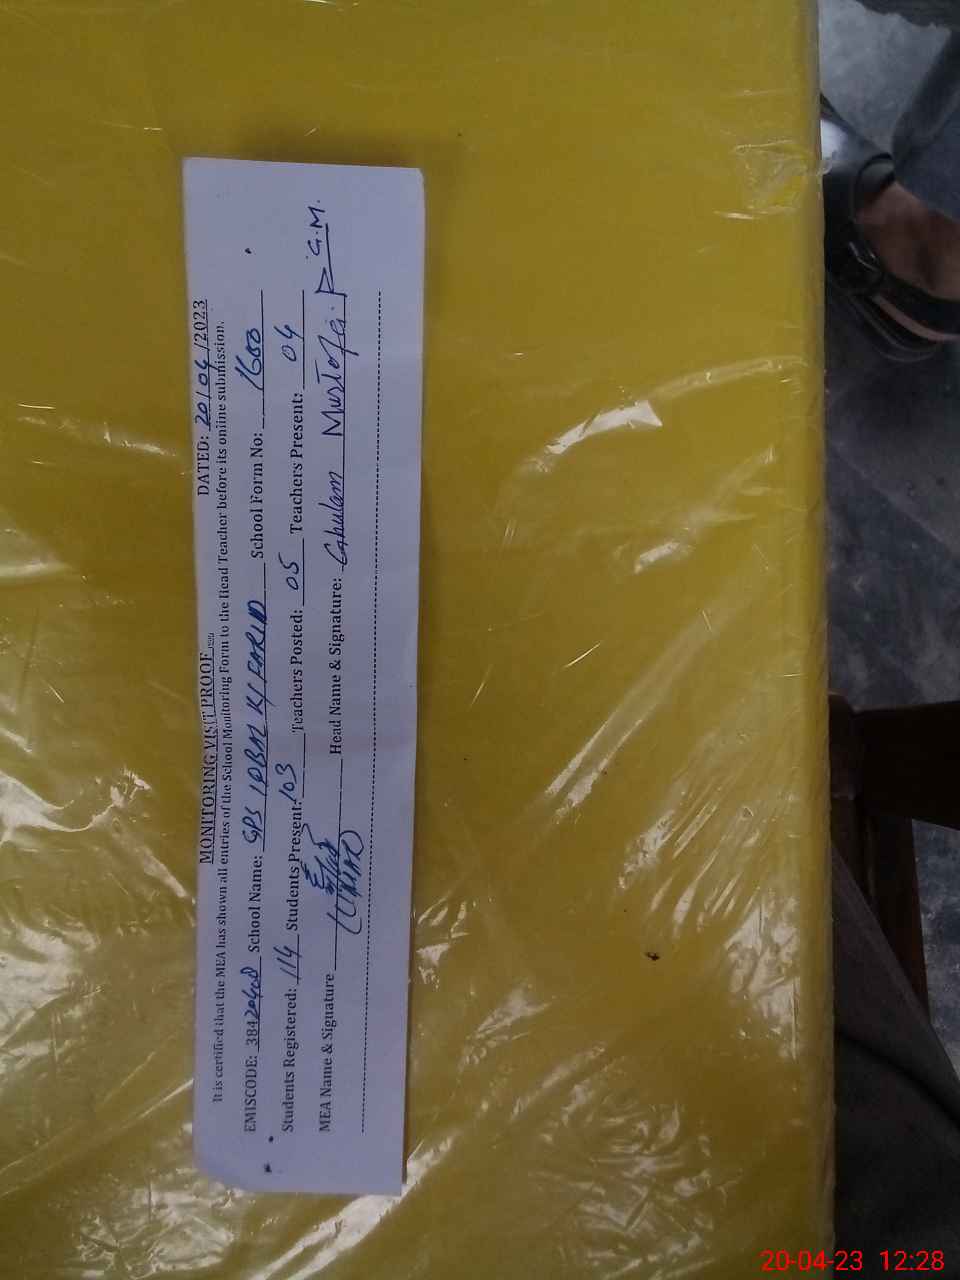 MONITORING VISIT PROOF DATED: 20/04/2023
It is certified that the MEA has shown all entries of the School Monitoring Form to the Head Teacher before its online submission.
EMISCODE: 38420408 School Name: GPS IQBAL K/ FARID School Form No: 1600
Students Registered: 114 Students Present: 103 Teachers Posted: 05 Teachers Present: 04
MEA Name & Signature (UMAR) Head Name & Signature: Ghulam Mustafa G.M.
20-04-23 12:28